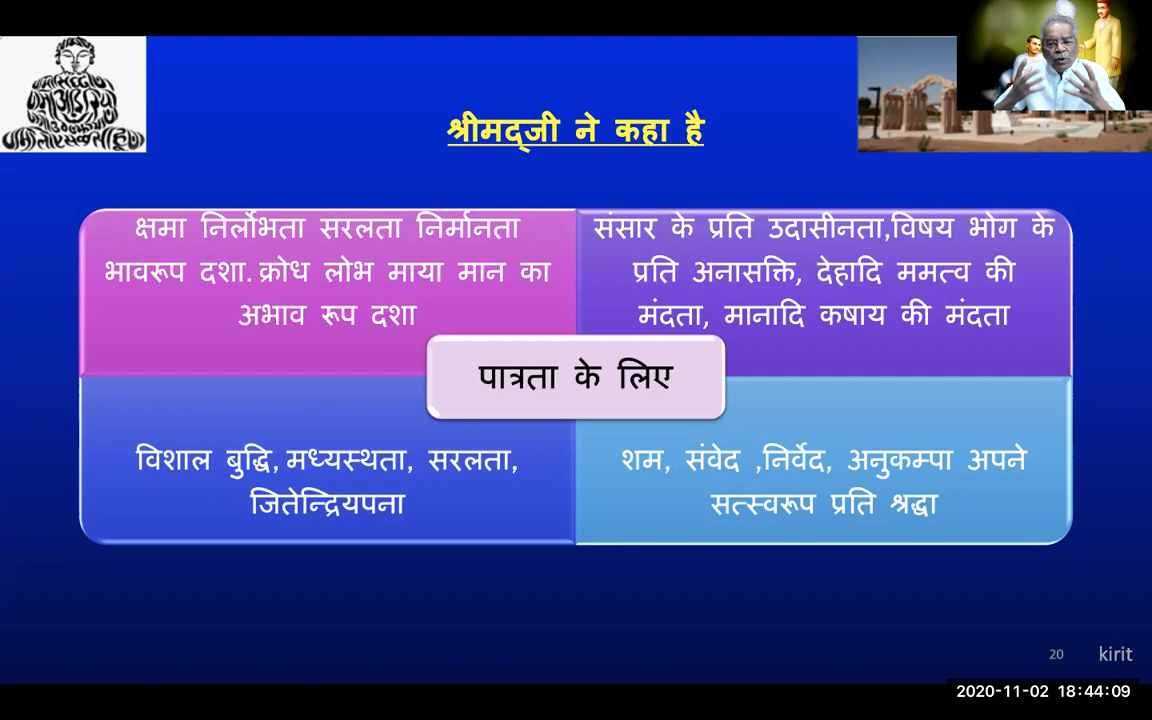 श्रीमद्जी ने कहा है
क्षमा निर्लोभता सरलता निर्मानता
भावरूप दशा. क्रोध लोभ माया मान का
अभाव रूप दशा
संसार के प्रति उदासीनता,विषय भोग के
प्रति अनासक्ति, देहादि ममत्व की
मंदता, मानादि कषाय की मंदता
पात्रता के लिए
विशाल बुद्धि, मध्यस्थता, सरलता,
जितेन्द्रियपना
शम, संवेद ,निर्वेद, अनुकम्पा अपने
सत्स्वरूप प्रति श्रद्धा
20 kirit
2020-11-02 18:44:09